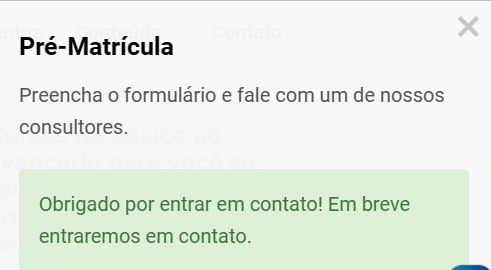 Contato
Pré-Matrícula
Preencha o formulário e fale com um de nossos
consultores.
Obrigado por entrar em contato! Em breve
entraremos em contato.